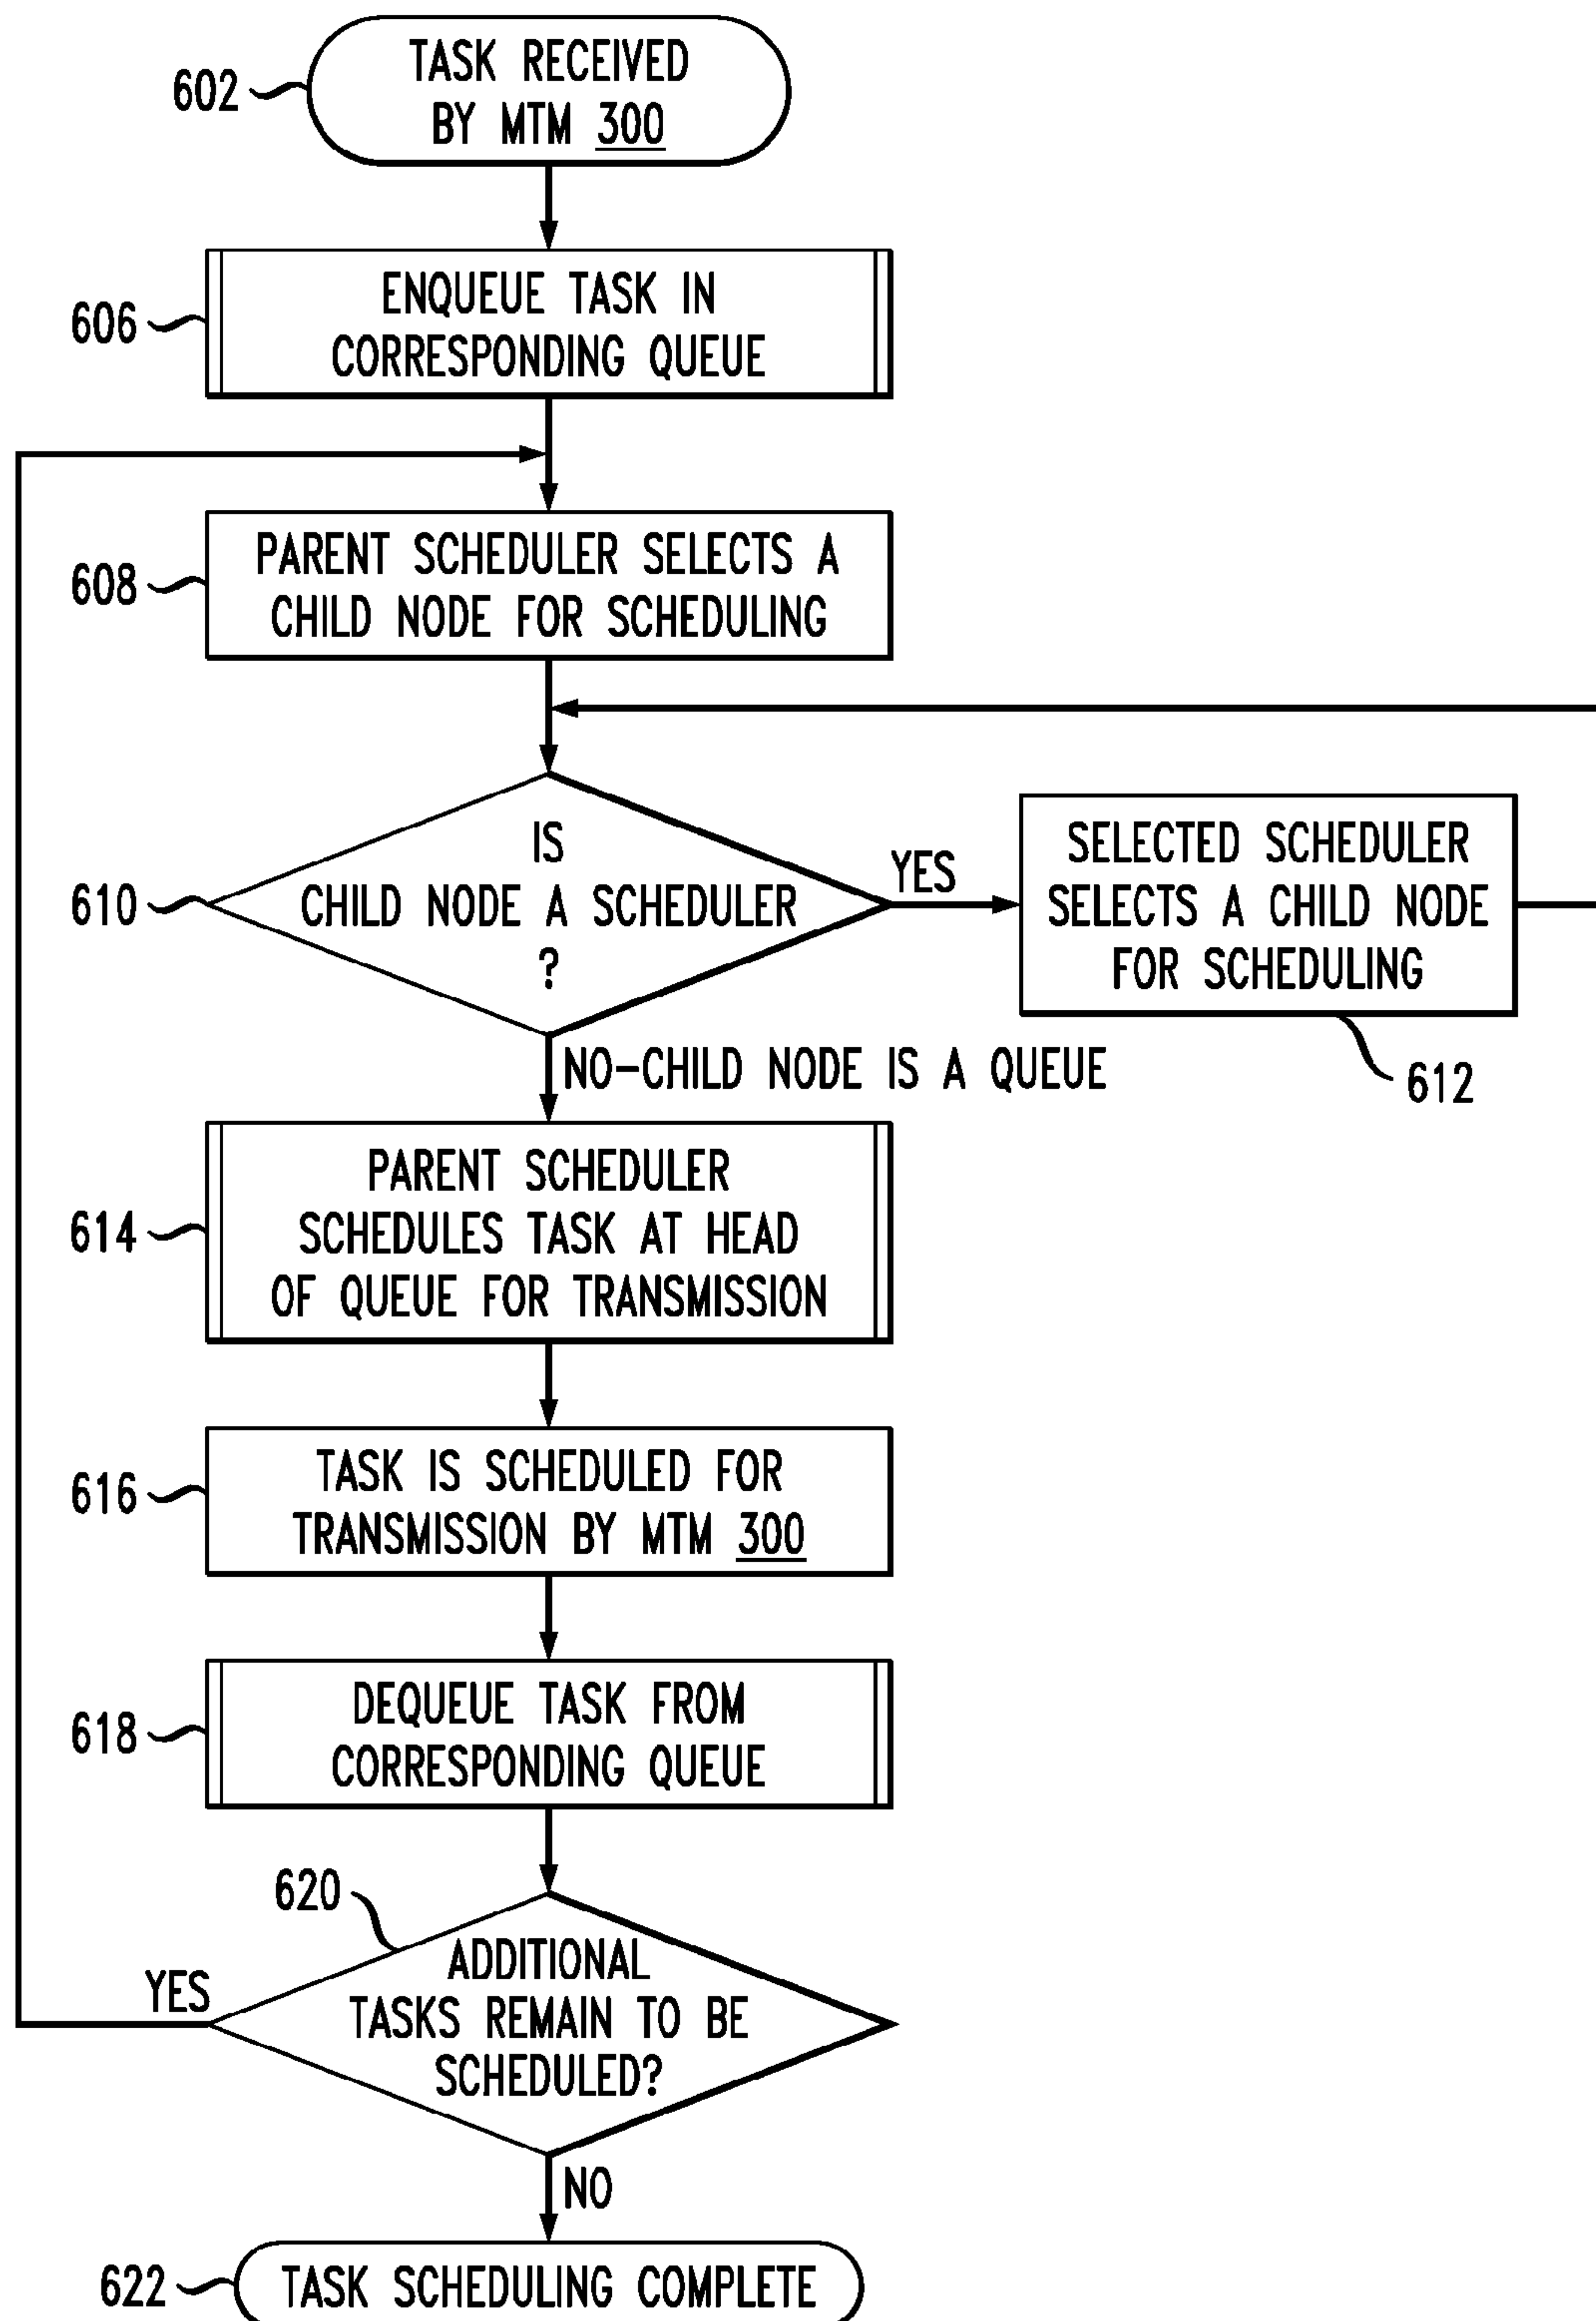 602
TASK RECEIVED
BY MTM 300
606
ENQUEUE TASK IN
CORRESPONDING QUEUE
608
PARENT SCHEDULER SELECTS A
CHILD NODE FOR SCHEDULING
610
IS
CHILD NODE A SCHEDULER
?
YES
SELECTED SCHEDULER
SELECTS A CHILD NODE
FOR SCHEDULING
612
NO-CHILD NODE IS A QUEUE
614
PARENT SCHEDULER
SCHEDULES TASK AT HEAD
OF QUEUE FOR TRANSMISSION
616
TASK IS SCHEDULED FOR
TRANSMISSION BY MTM 300
618
DEQUEUE TASK FROM
CORRESPONDING QUEUE
620
ADDITIONAL
TASKS REMAIN TO BE
SCHEDULED?
YES
NO
622
TASK SCHEDULING COMPLETE